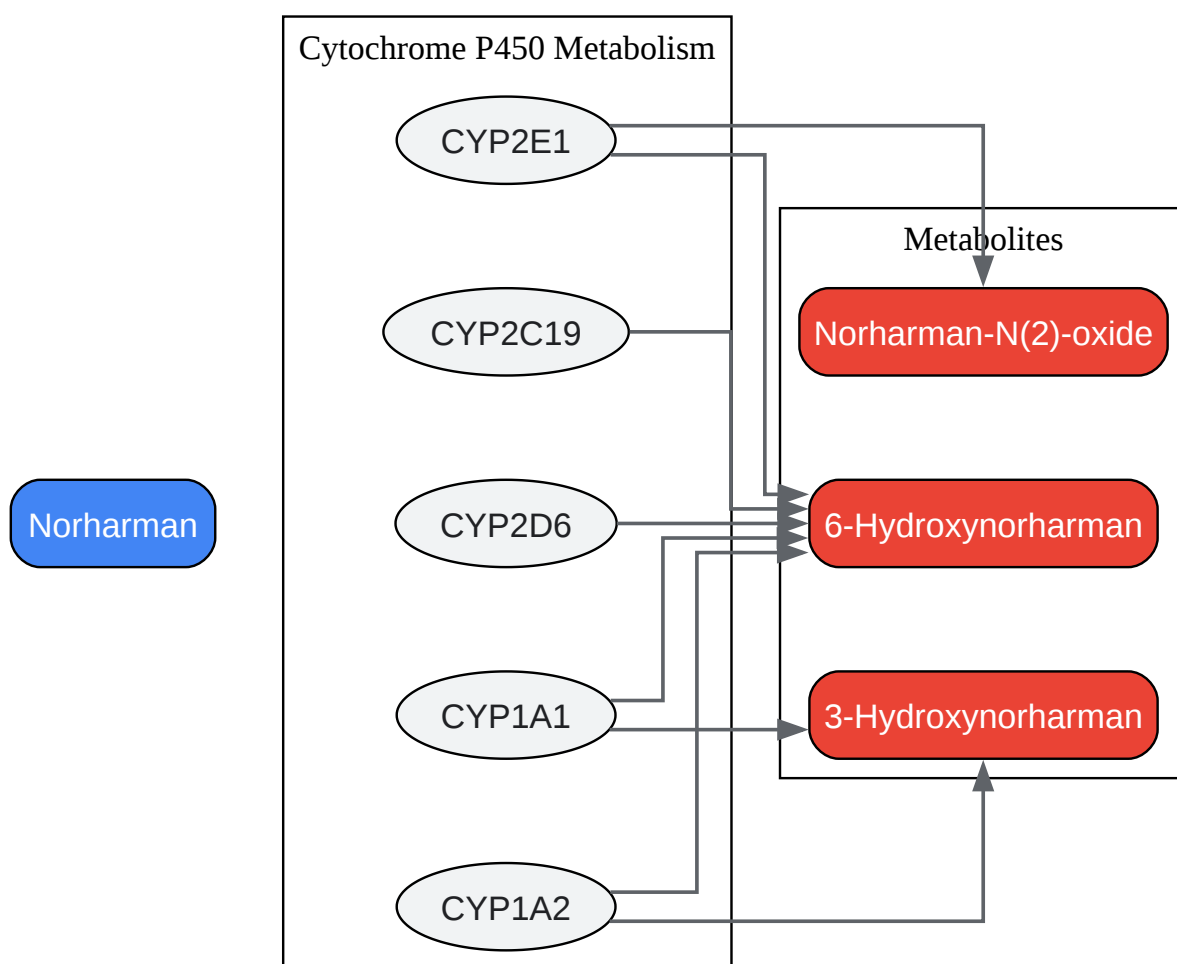 Cytochrome P450 Metabolism
CYP2E1
CYP2C19
CYP2D6
CYP1A1
CYP1A2
Norharman
Metabolites
Norharman-N(2)-oxide
6-Hydroxynorharman
3-Hydroxynorharman